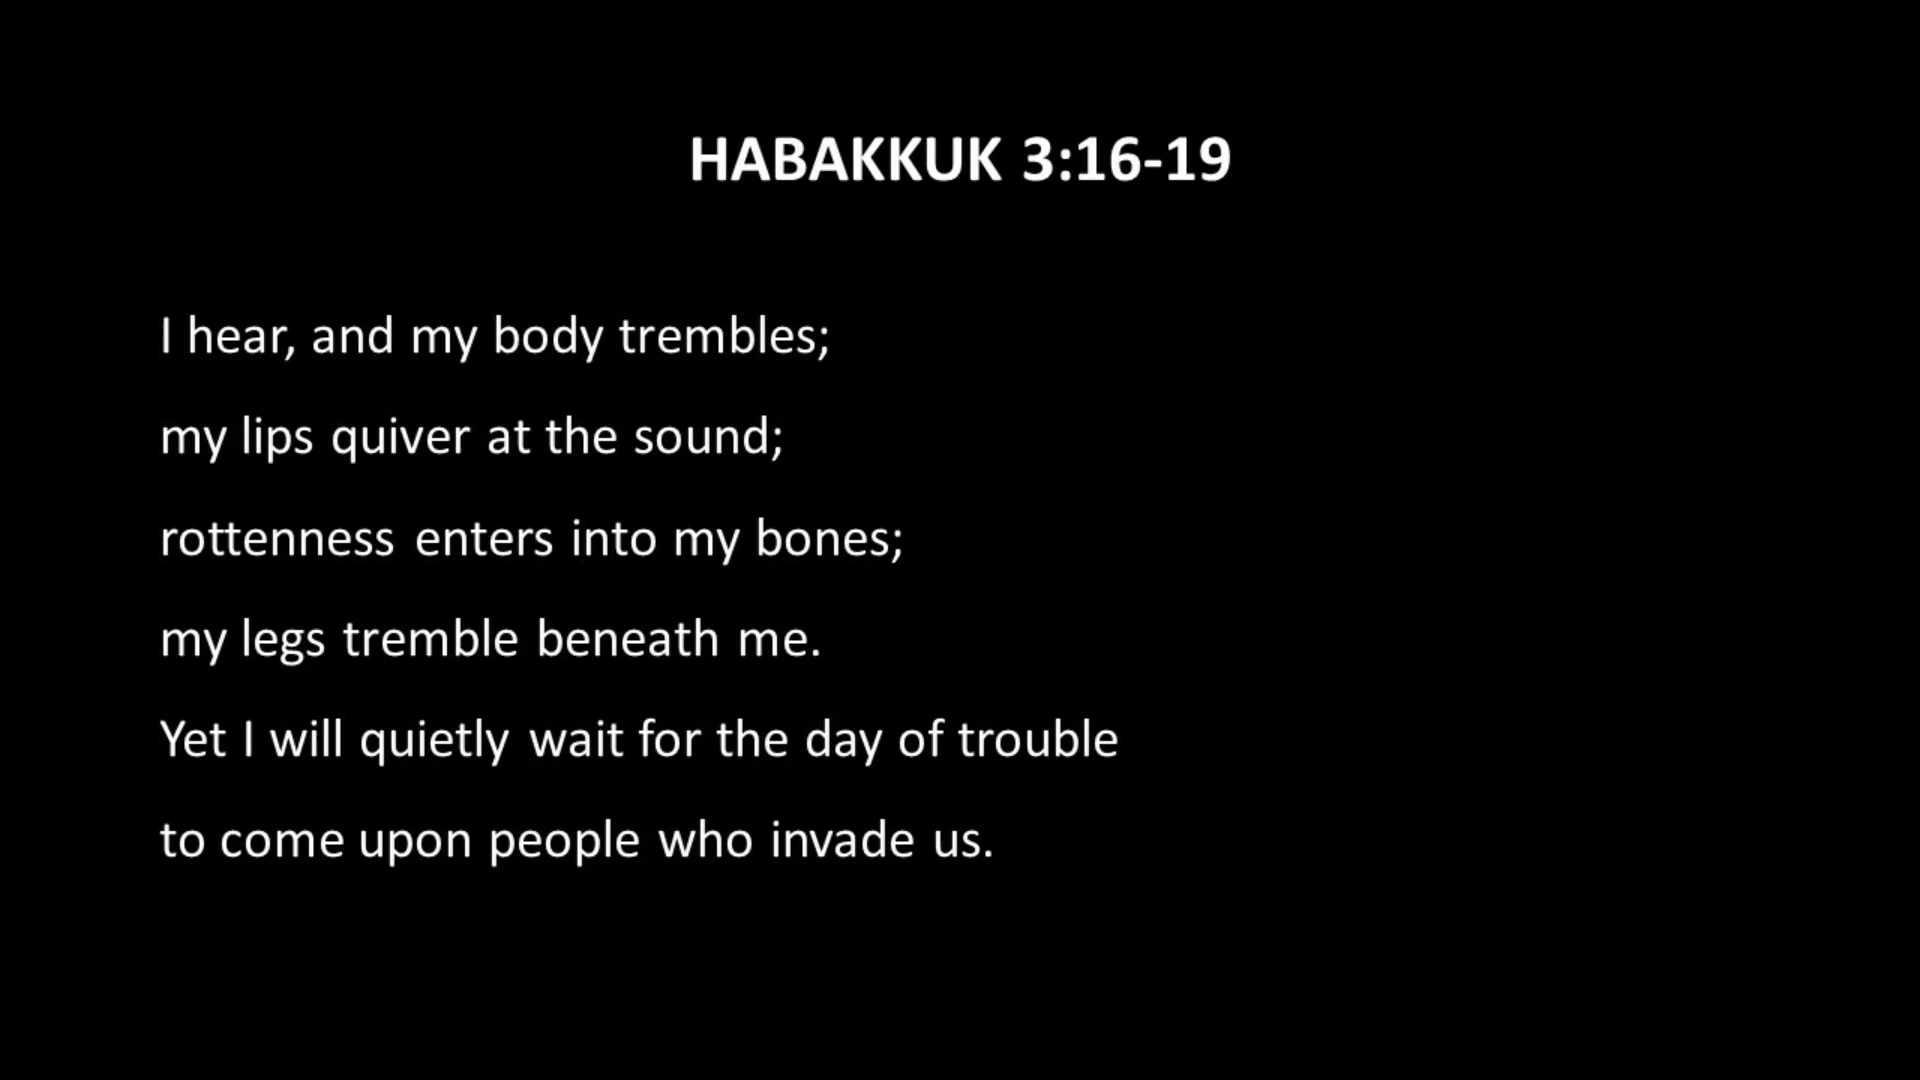 HABAKKUK 3:16-19
I hear, and my body trembles;
my lips quiver at the sound;
rottenness enters into my bones;
my legs tremble beneath me.
Yet I will quietly wait for the day of trouble
to come upon people who invade us.